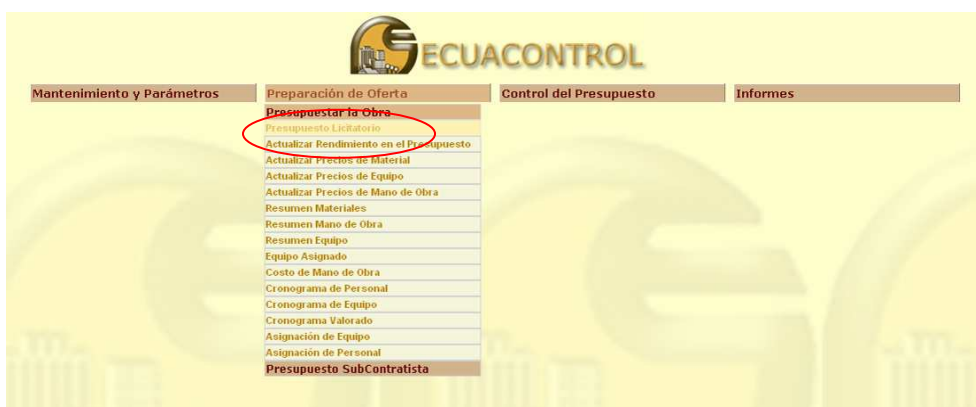 ECUACONTROL
Mantenimiento y Parámetros Preparación de Oferta Control del Presupuesto Informes
Presupuestar la Obra
Presupuesto Licitatorio
Actualizar Rendimiento en el Presupuesto
Actualizar Precios de Material
Actualizar Precios de Equipo
Actualizar Precios de Mano de Obra
Resumen Materiales
Resumen Mano de Obra
Resumen Equipo
Equipo Asignado
Costo de Mano de Obra
Cronograma de Personal
Cronograma de Equipo
Cronograma Valorado
Asignación de Equipo
Asignación de Personal
Presupuesto SubContratista